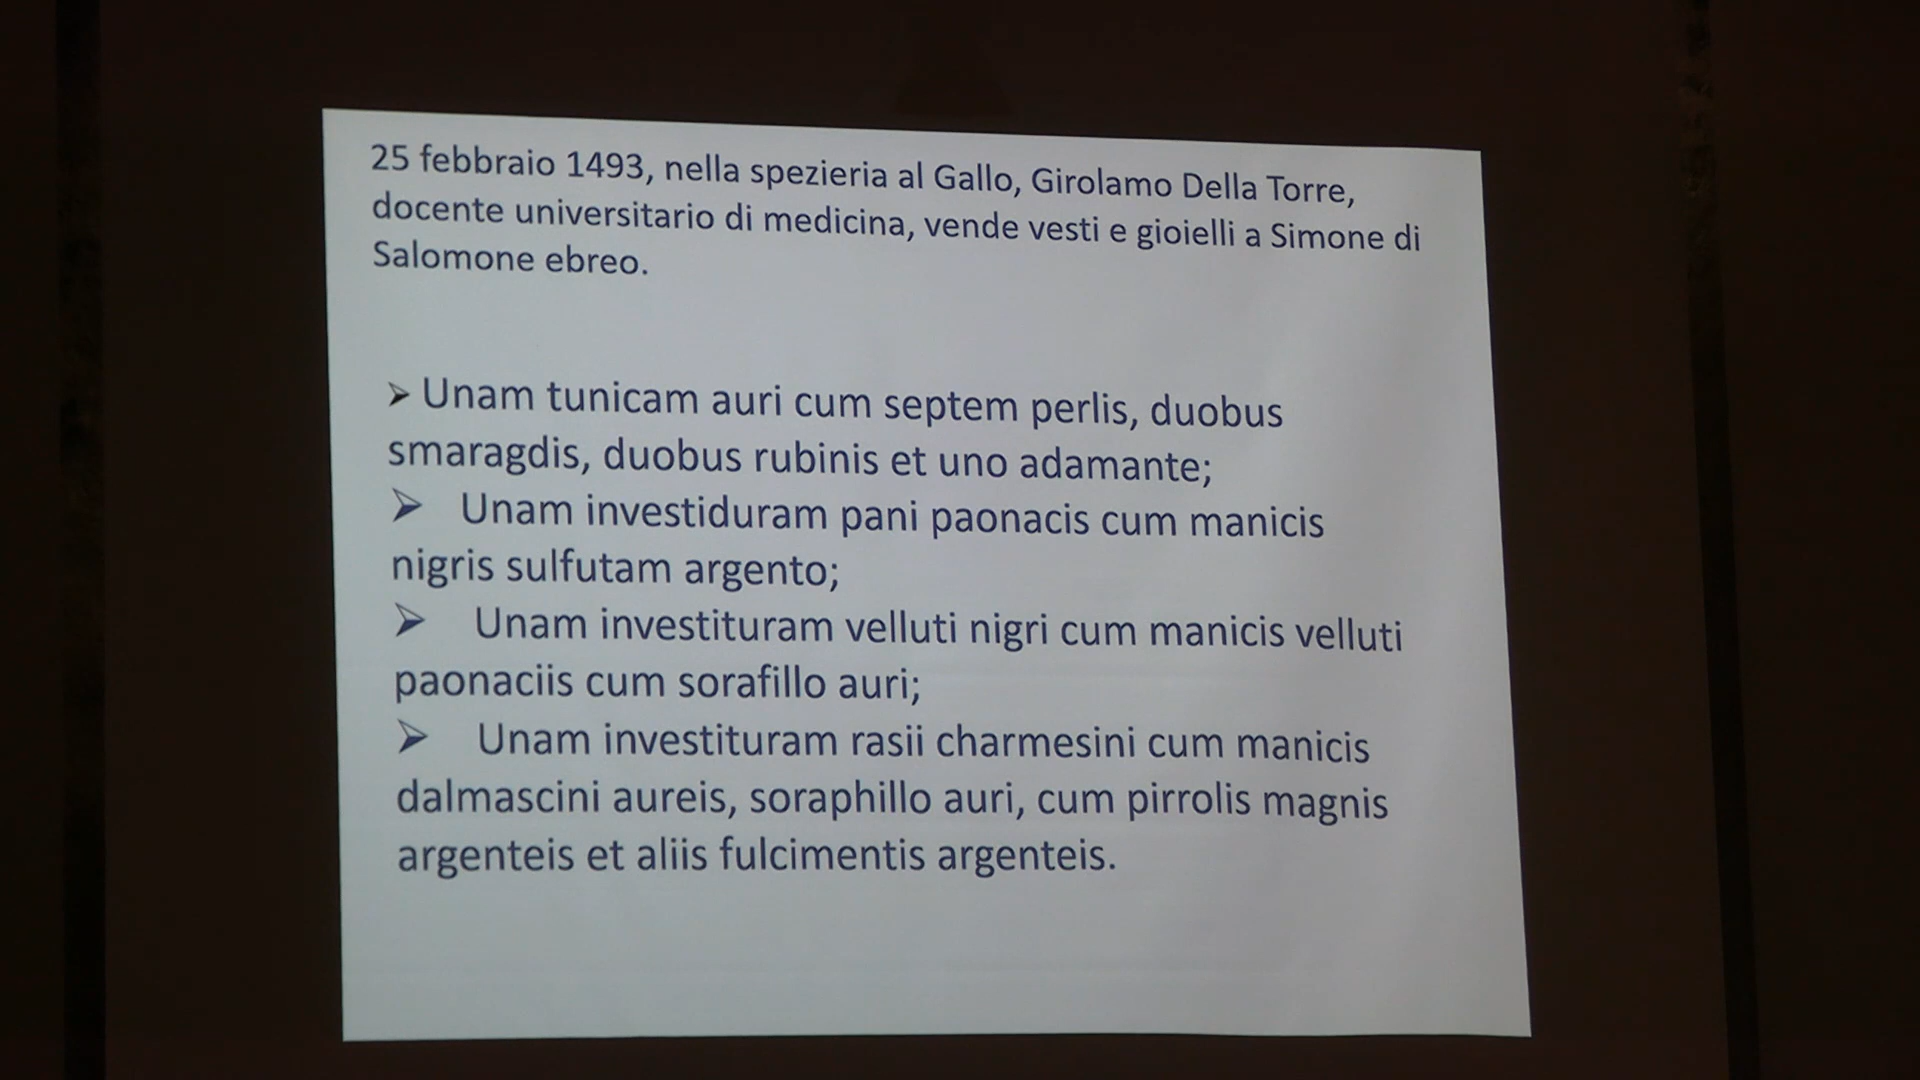 25 febbraio 1493, nella spezieria al Gallo, Girolamo Della Torre,
docente universitario di medicina, vende vesti e gioielli a Simone di
Salomone ebreo.
➢ Unam tunicam auri cum septem perlis, duobus
smaragdis, duobus rubinis et uno adamante;
➢ Unam investiduram pani paonacis cum manicis
nigris sulfutam argento;
➢ Unam investituram velluti nigri cum manicis velluti
paonaciis cum sorafillo auri;
➢ Unam investituram rasii charmesini cum manicis
dalmascini aureis, soraphillo auri, cum pirrolis magnis
argenteis et aliis fulcimentis argenteis.